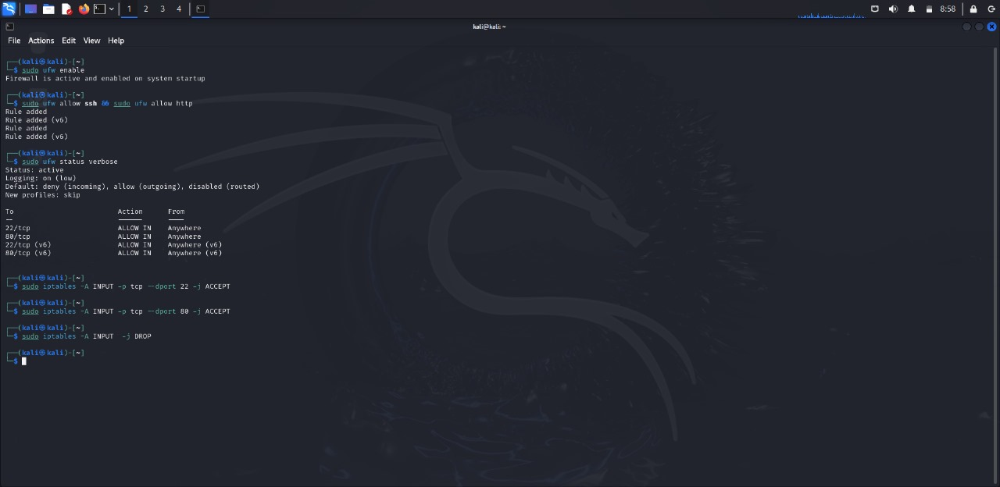 1 2 3 4
8:58
kali@kali: ~
File Actions Edit View Help
┌──(kali㉿kali)-[~]
└─$ sudo ufw enable
Firewall is active and enabled on system startup
┌──(kali㉿kali)-[~]
└─$ sudo ufw allow ssh && sudo ufw allow http
Rule added
Rule added (v6)
Rule added
Rule added (v6)
┌──(kali㉿kali)-[~]
└─$ sudo ufw status verbose
Status: active
Logging: on (low)
Default: deny (incoming), allow (outgoing), disabled (routed)
New profiles: skip
To Action From
-- ------ ----
22/tcp ALLOW IN Anywhere
80/tcp ALLOW IN Anywhere
22/tcp (v6) ALLOW IN Anywhere (v6)
80/tcp (v6) ALLOW IN Anywhere (v6)
┌──(kali㉿kali)-[~]
└─$ sudo iptables -A INPUT -p tcp --dport 22 -j ACCEPT
┌──(kali㉿kali)-[~]
└─$ sudo iptables -A INPUT -p tcp --dport 80 -j ACCEPT
┌──(kali㉿kali)-[~]
└─$ sudo iptables -A INPUT  -j DROP
┌──(kali㉿kali)-[~]
└─$